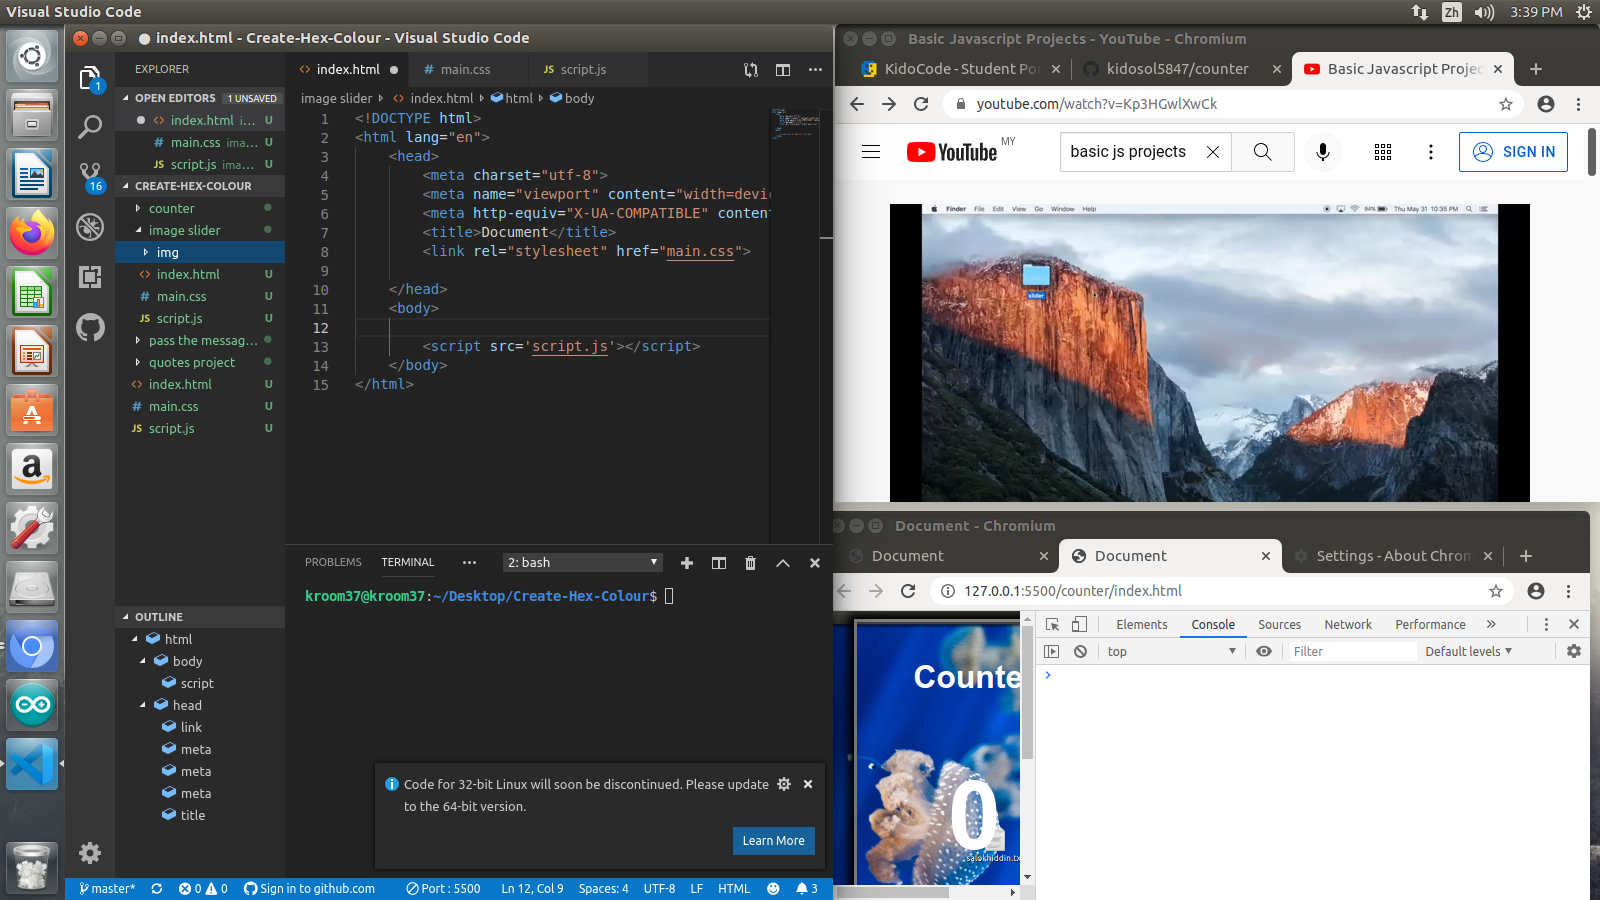 Visual Studio Code
Zh
3:39 PM
index.html - Create-Hex-Colour - Visual Studio Code
EXPLORER
OPEN EDITORS 1 UNSAVED
index.html i... U
main.css ima... U
script.js ima... U
CREATE-HEX-COLOUR
counter
image slider
img
index.html U
main.css U
script.js U
pass the messag...
quotes project
index.html U
main.css U
script.js U
1
16
OUTLINE
html
body
script
head
link
meta
meta
meta
title
index.html
main.css
script.js
image slider index.html html body
1 <!DOCTYPE html>
2 <html lang="en">
3 <head>
4 <meta charset="utf-8">
5 <meta name="viewport" content="width=devi
6 <meta http-equiv="X-UA-COMPATIBLE" conten
7 <title>Document</title>
8 <link rel="stylesheet" href="main.css">
9
10 </head>
11 <body>
12
13 <script src='script.js'></script>
14 </body>
15 </html>
PROBLEMS TERMINAL 2: bash
kroom37@kroom37:~/Desktop/Create-Hex-Colour$
Code for 32-bit Linux will soon be discontinued. Please update
to the 64-bit version.
Learn More
master* 0 0 Sign in to github.com Port : 5500 Ln 12, Col 9 Spaces: 4 UTF-8 LF HTML 3
Basic Javascript Projects - YouTube - Chromium
KidoCode - Student Por
kidosol5847/counter
Basic Javascript Projec
youtube.com/watch?v=Kp3HGwlXwCk
YouTube MY
basic js projects
SIGN IN
Finder File Edit View Go Window Help
94% Thu May 31 10:35 PM
slider
Document - Chromium
Document
Document
Settings - About Chrom
127.0.0.1:5500/counter/index.html
Elements Console Sources Network Performance
top Filter Default levels
Counte
0
salokhiddin.tx